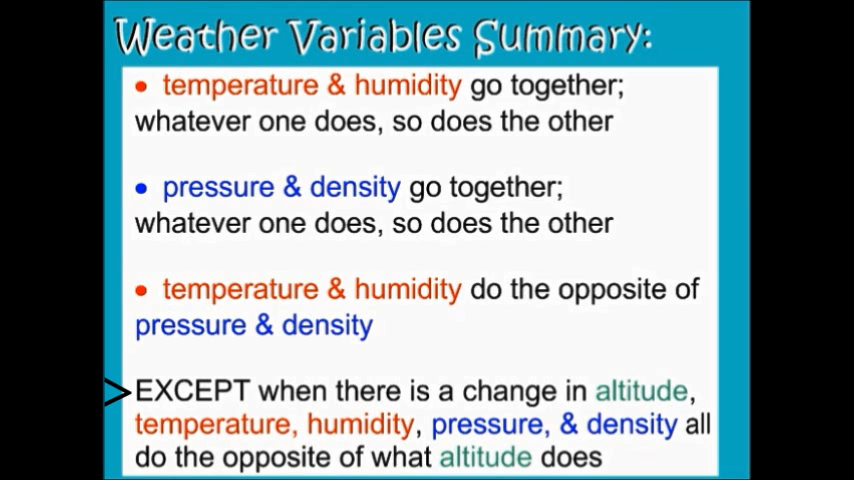 Weather Variables Summary:
• temperature & humidity go together;
whatever one does, so does the other
• pressure & density go together;
whatever one does, so does the other
• temperature & humidity do the opposite of
pressure & density
>EXCEPT when there is a change in altitude,
temperature, humidity, pressure, & density all
do the opposite of what altitude does